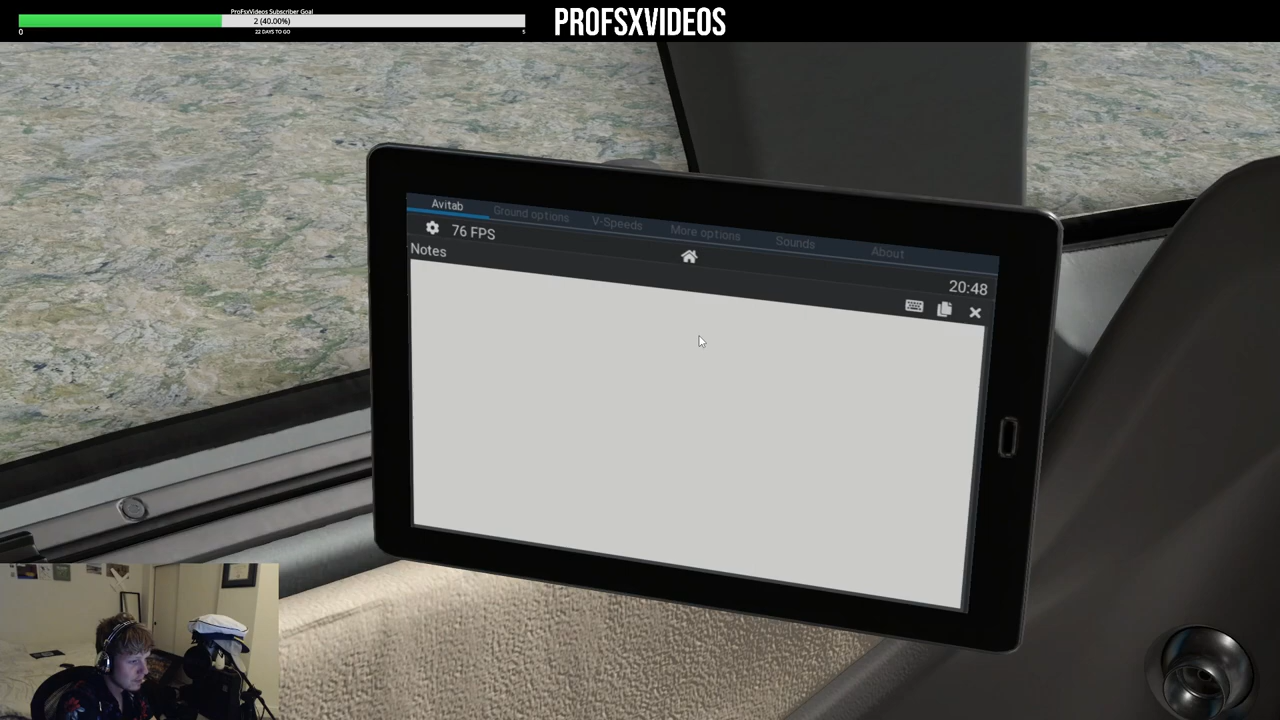 ProFsxVideos Subscriber Goal
2 (40.00%)
0
22 DAYS TO GO
5
PROFSXVIDEOS
Avitab
Ground options
V-Speeds
More options
Sounds
About
76 FPS
20:48
Notes